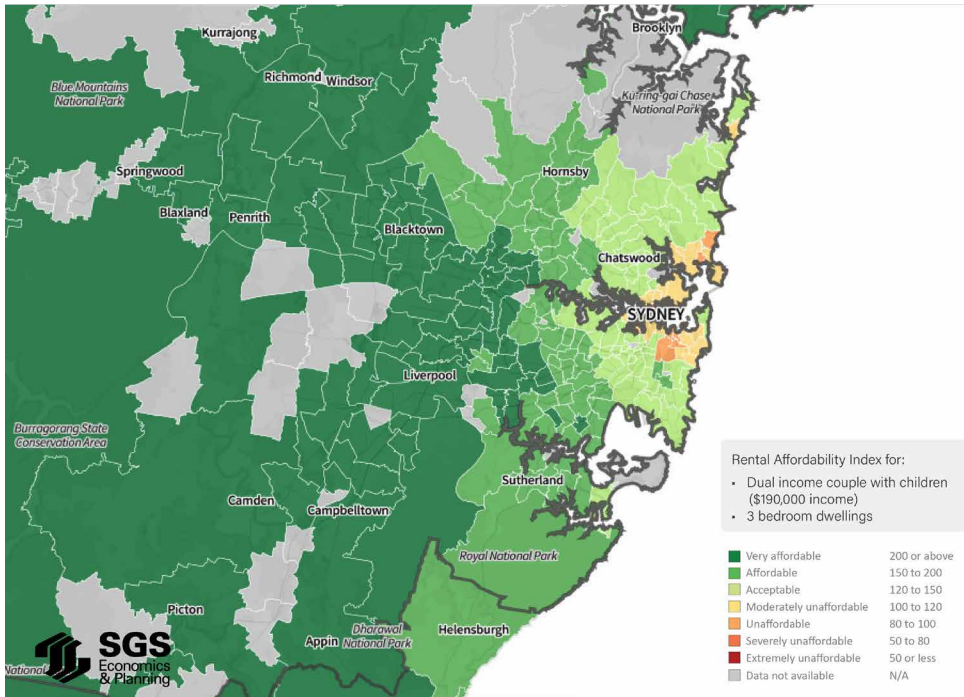 Kurrajong
Brooklyn
Richmond
Windsor
Blue Mountains
National Park
Ku-ring-gai Chase
National Park
Springwood
Hornsby
Blaxland
Penrith
Blacktown
Chatswood
SYDNEY
Liverpool
Burragorang State
Conservation Area
Sutherland
Camden
Campbelltown
Royal National Park
Picton
Appin
Dharawal
National Park
Helensburgh
National
SGS
Economics
& Planning
Rental Affordability Index for:
• Dual income couple with children
($190,000 income)
• 3 bedroom dwellings
Very affordable 200 or above
Affordable 150 to 200
Acceptable 120 to 150
Moderately unaffordable 100 to 120
Unaffordable 80 to 100
Severely unaffordable 50 to 80
Extremely unaffordable 50 or less
Data not available N/A